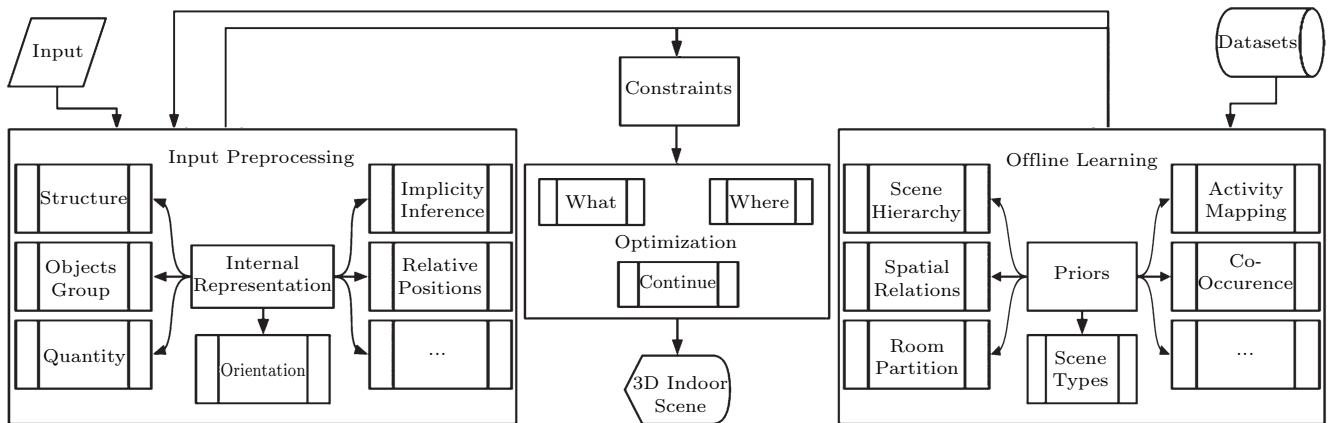 Input
Datasets
Constraints
Input Preprocessing
Structure
Objects
Group
Quantity
Internal
Representation
Orientation
Implicity
Inference
Relative
Positions
...
What
Where
Optimization
Continue
3D Indoor
Scene
Offline Learning
Scene
Hierarchy
Spatial
Relations
Room
Partition
Priors
Scene
Types
Activity
Mapping
Co-
Occurence
...